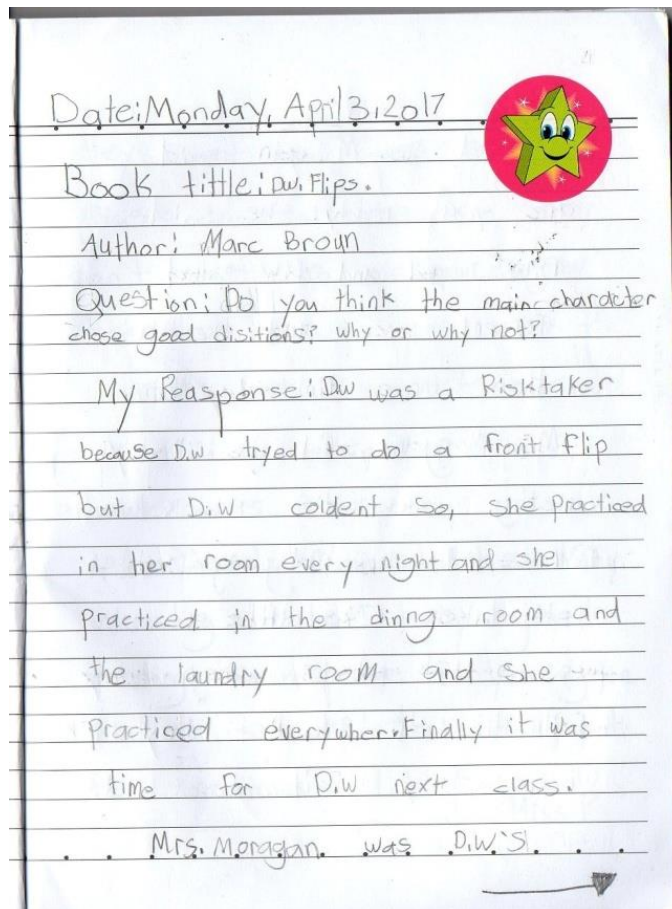 Date: Monday, April 3, 2017
Book tittle: D.W. Flips.
Author: Marc Broun
Question: Do you think the main character
chose good disitions? why or why not?
My Reasponse: DW was a Risktaker
because D.W tryed to do a front flip
but D.W coldent so, she practiced
in her room every night and she
practiced in the dinng room and
the laundry room and she
practiced everywher. Finally it was
time for D.W next class.
Mrs. Moragan was D.W'S